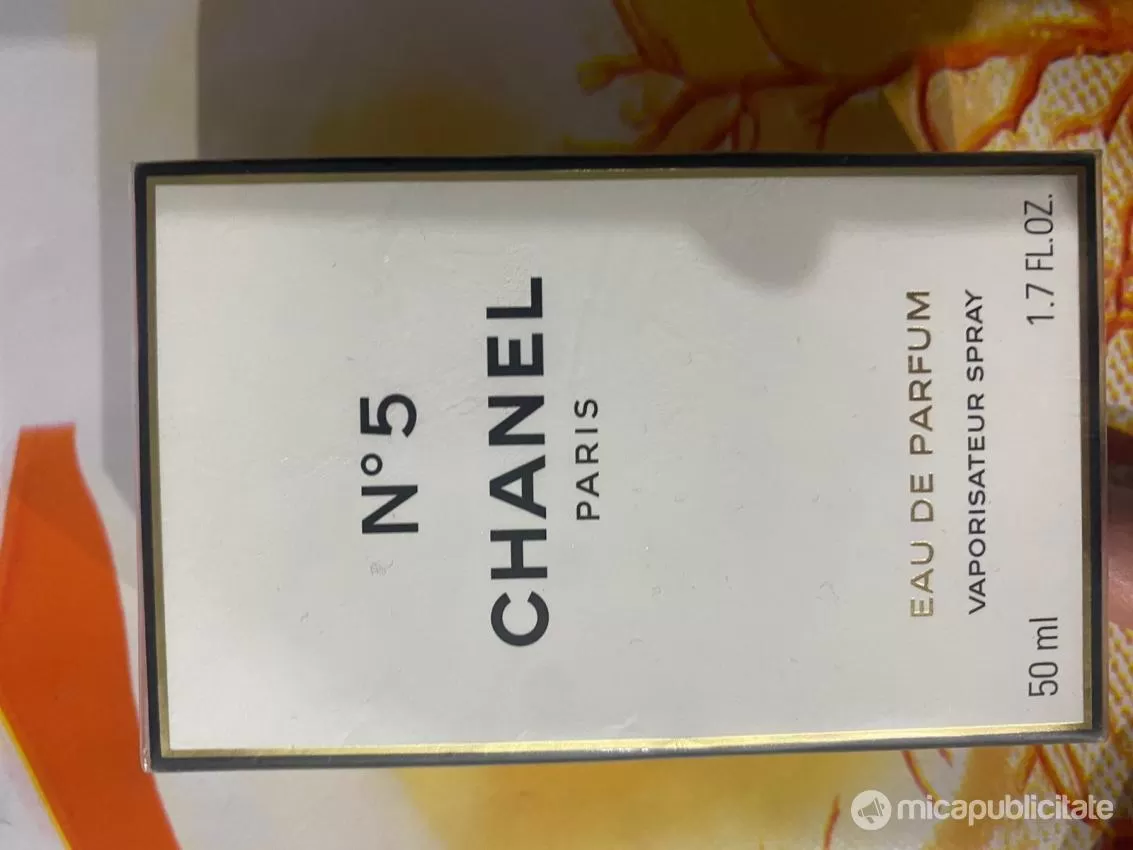 N°5
CHANEL
PARIS
EAU DE PARFUM
VAPORISATEUR SPRAY
50 ml 1.7 FL.OZ.
micapublicitate